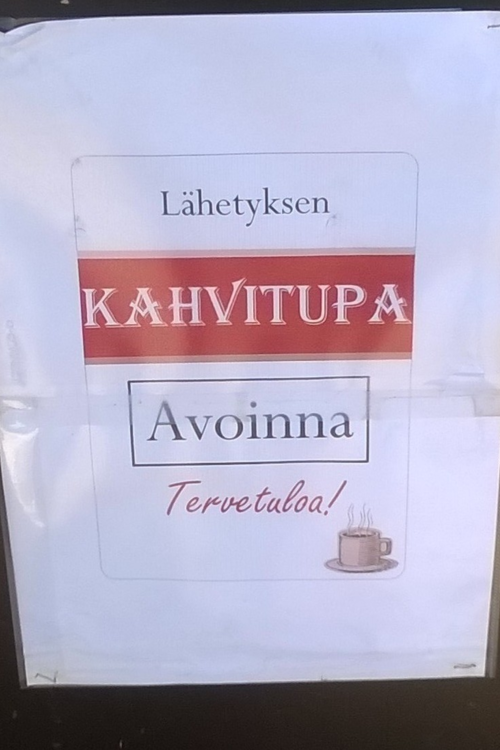 Lähetyksen
KAHVITUPA
Avoinna
Tervetuloa!